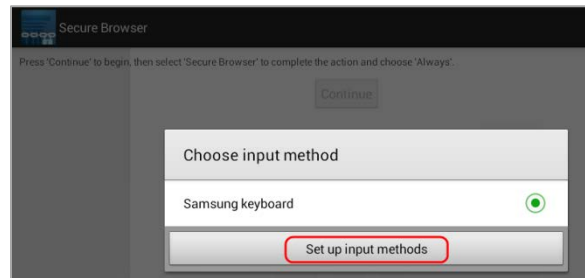 Secure Browser
Press 'Continue' to begin, then select 'Secure Browser' to complete the action and choose 'Always'.
Continue
Choose input method
Samsung keyboard
Set up input methods